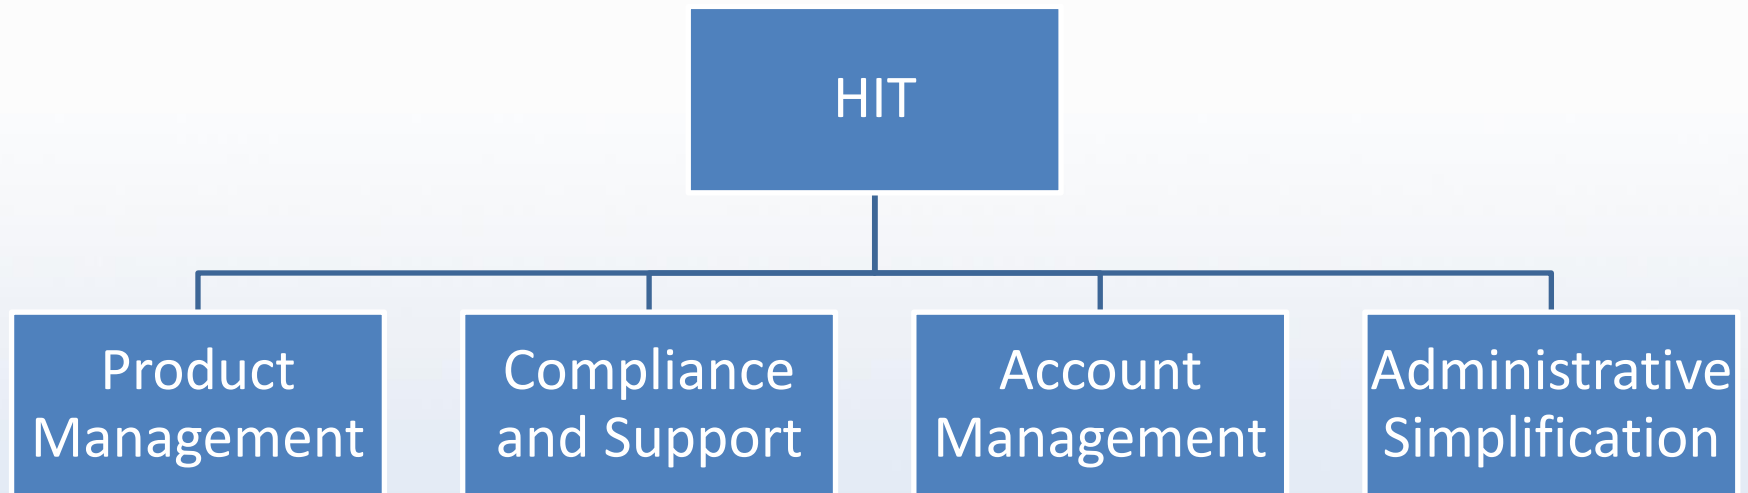 HIT
Product
Management
Compliance
and Support
Account
Management
Administrative
Simplification